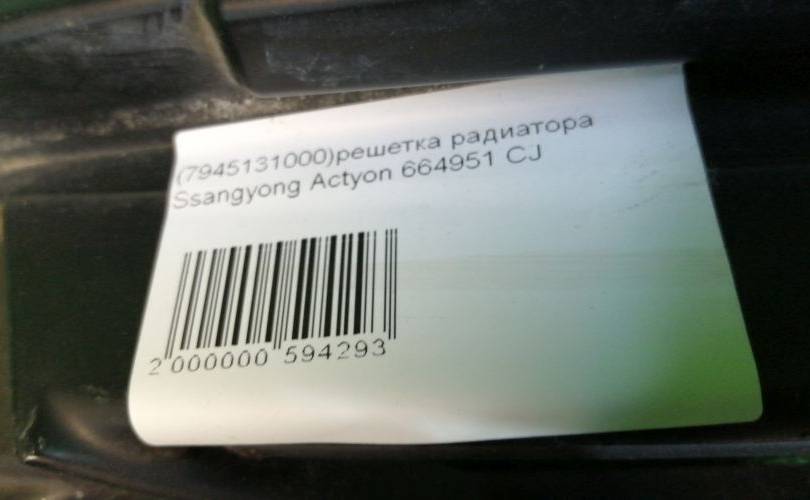 (7945131000)решетка радиатора
Ssangyong Actyon 664951 CJ
2 000000 594293